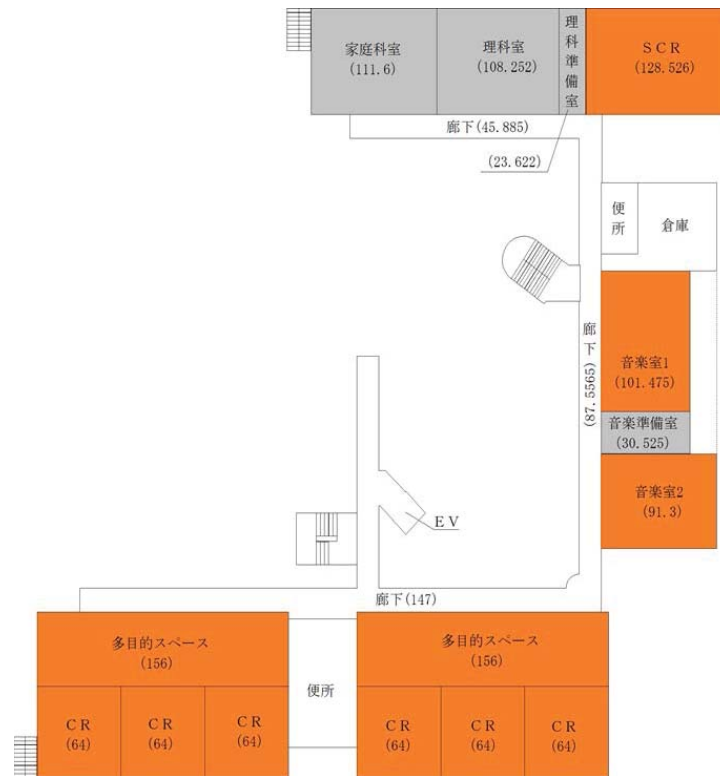 家庭科室
(111.6)
理科室
(108.252)
理科準備室
ＳＣＲ
(128.526)
廊下(45.885)
(23.622)
便所
倉庫
廊下(87.5565)
音楽室1
(101.475)
音楽準備室
(30.525)
音楽室2
(91.3)
ＥＶ
廊下(147)
多目的スペース
(156)
便所
多目的スペース
(156)
ＣＲ
(64)
ＣＲ
(64)
ＣＲ
(64)
ＣＲ
(64)
ＣＲ
(64)
ＣＲ
(64)